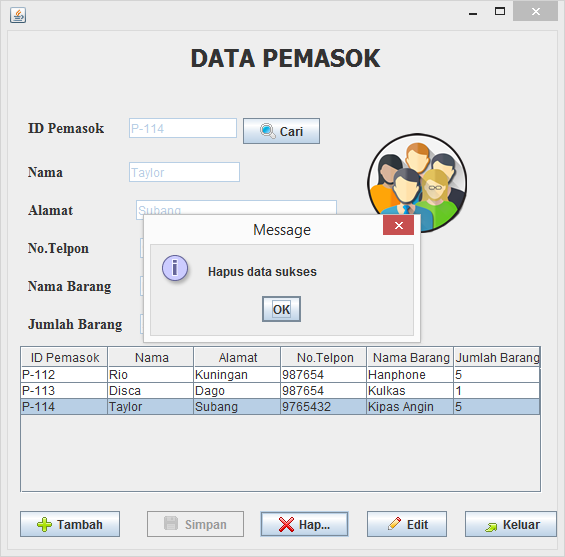 DATA PEMASOK
ID Pemasok P-114 Cari
Nama Taylor
Alamat Subang
No.Telpon
Nama Barang
Jumlah Barang
Message
Hapus data sukses
OK
ID Pemasok Nama Alamat No.Telpon Nama Barang Jumlah Barang
P-112 Rio Kuningan 987654 Hanphone 5
P-113 Disca Dago 987654 Kulkas 1
P-114 Taylor Subang 9765432 Kipas Angin 5
Tambah Simpan Hap... Edit Keluar